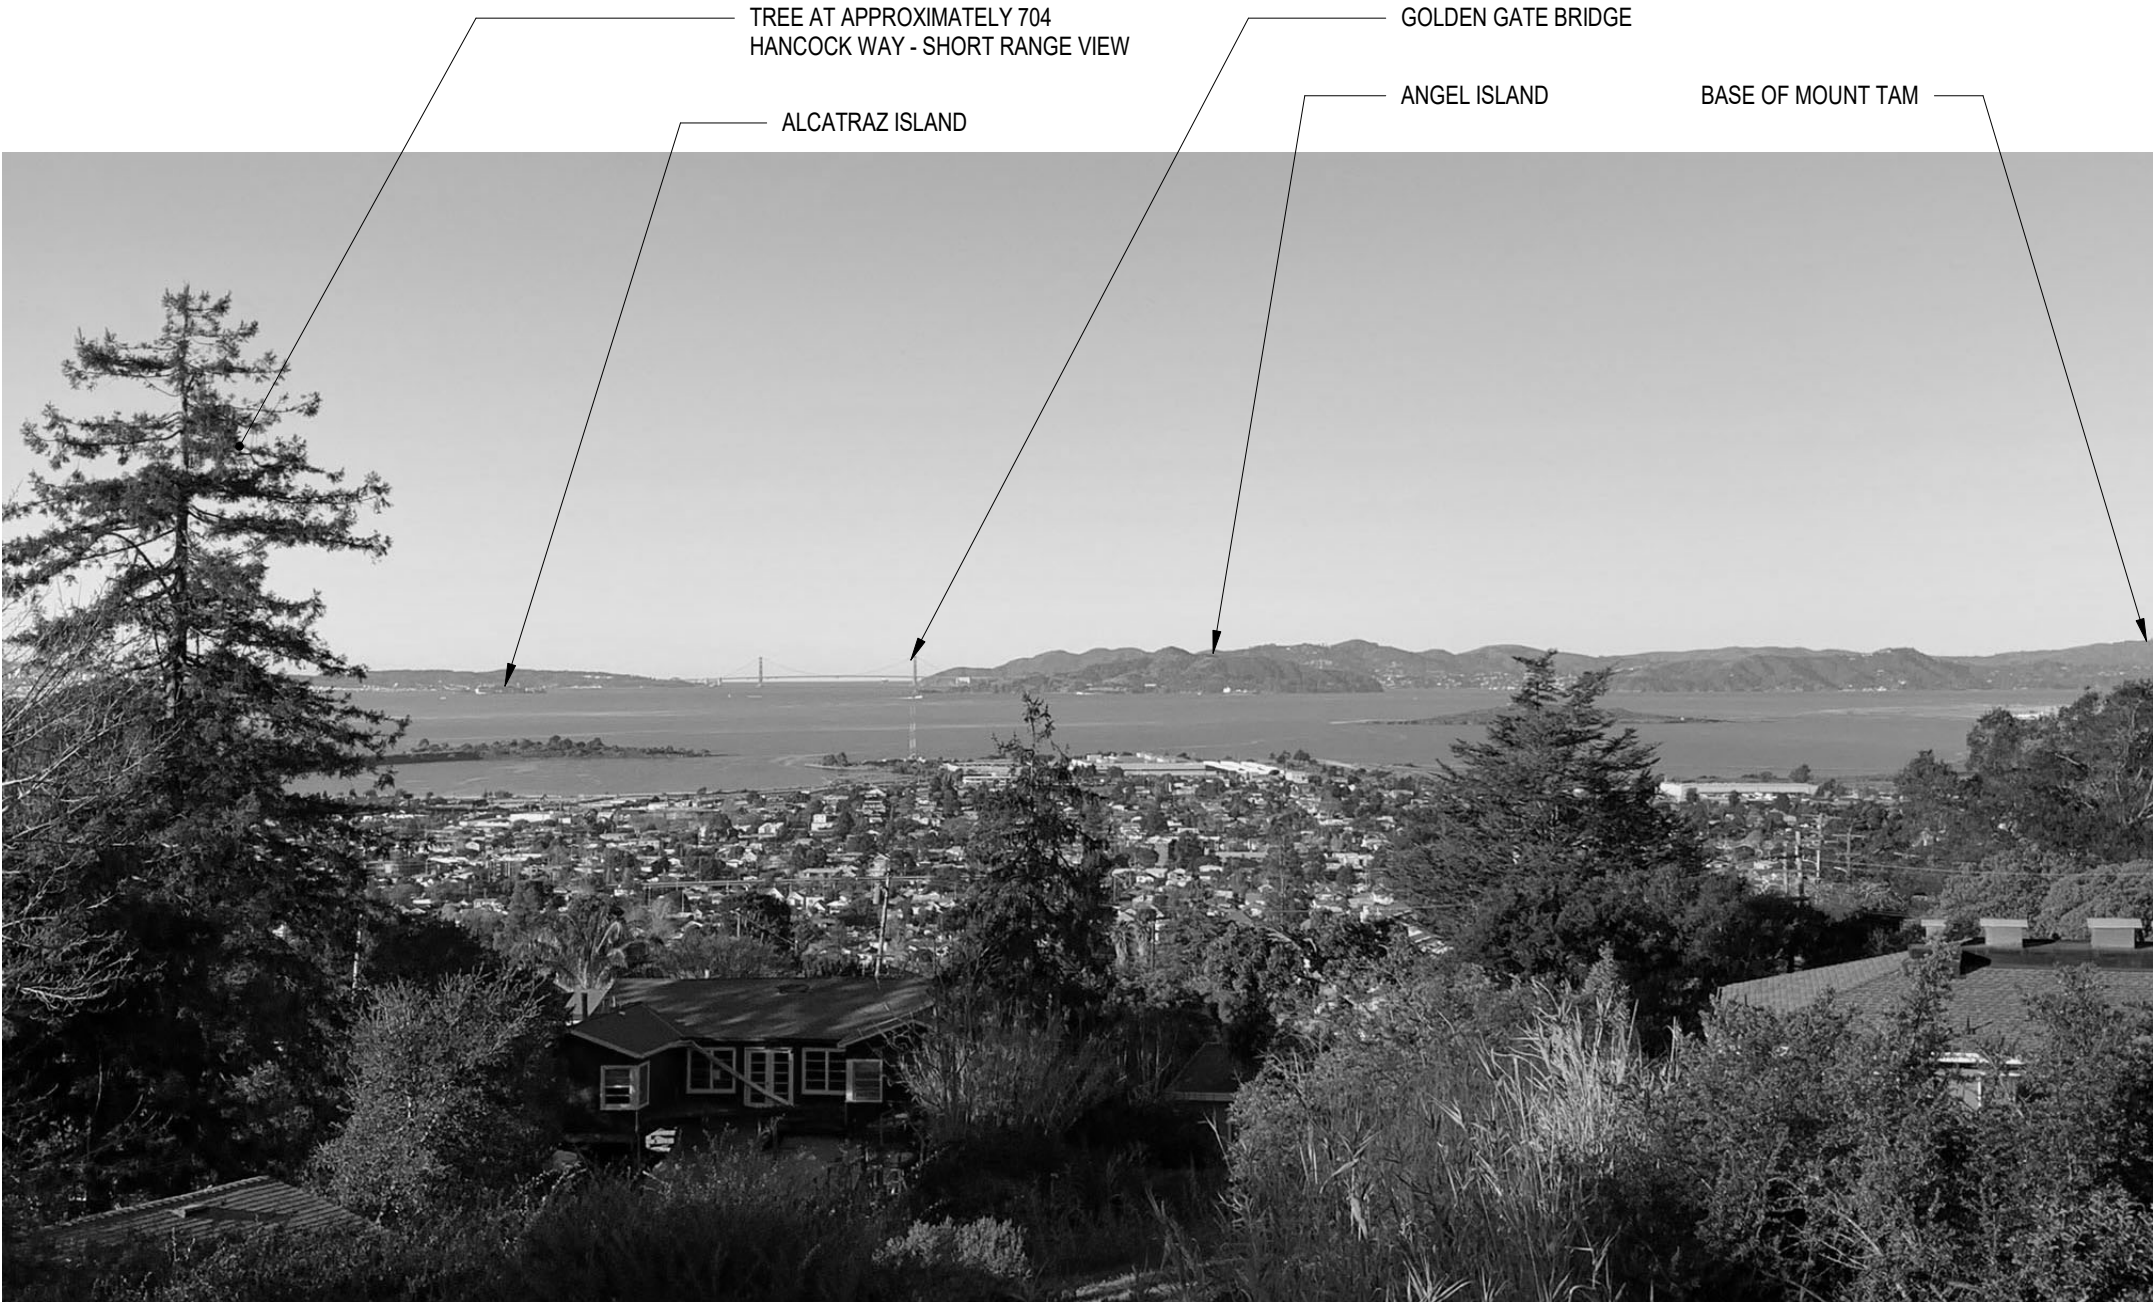 TREE AT APPROXIMATELY 704
HANCOCK WAY - SHORT RANGE VIEW
GOLDEN GATE BRIDGE
ALCATRAZ ISLAND
ANGEL ISLAND
BASE OF MOUNT TAM